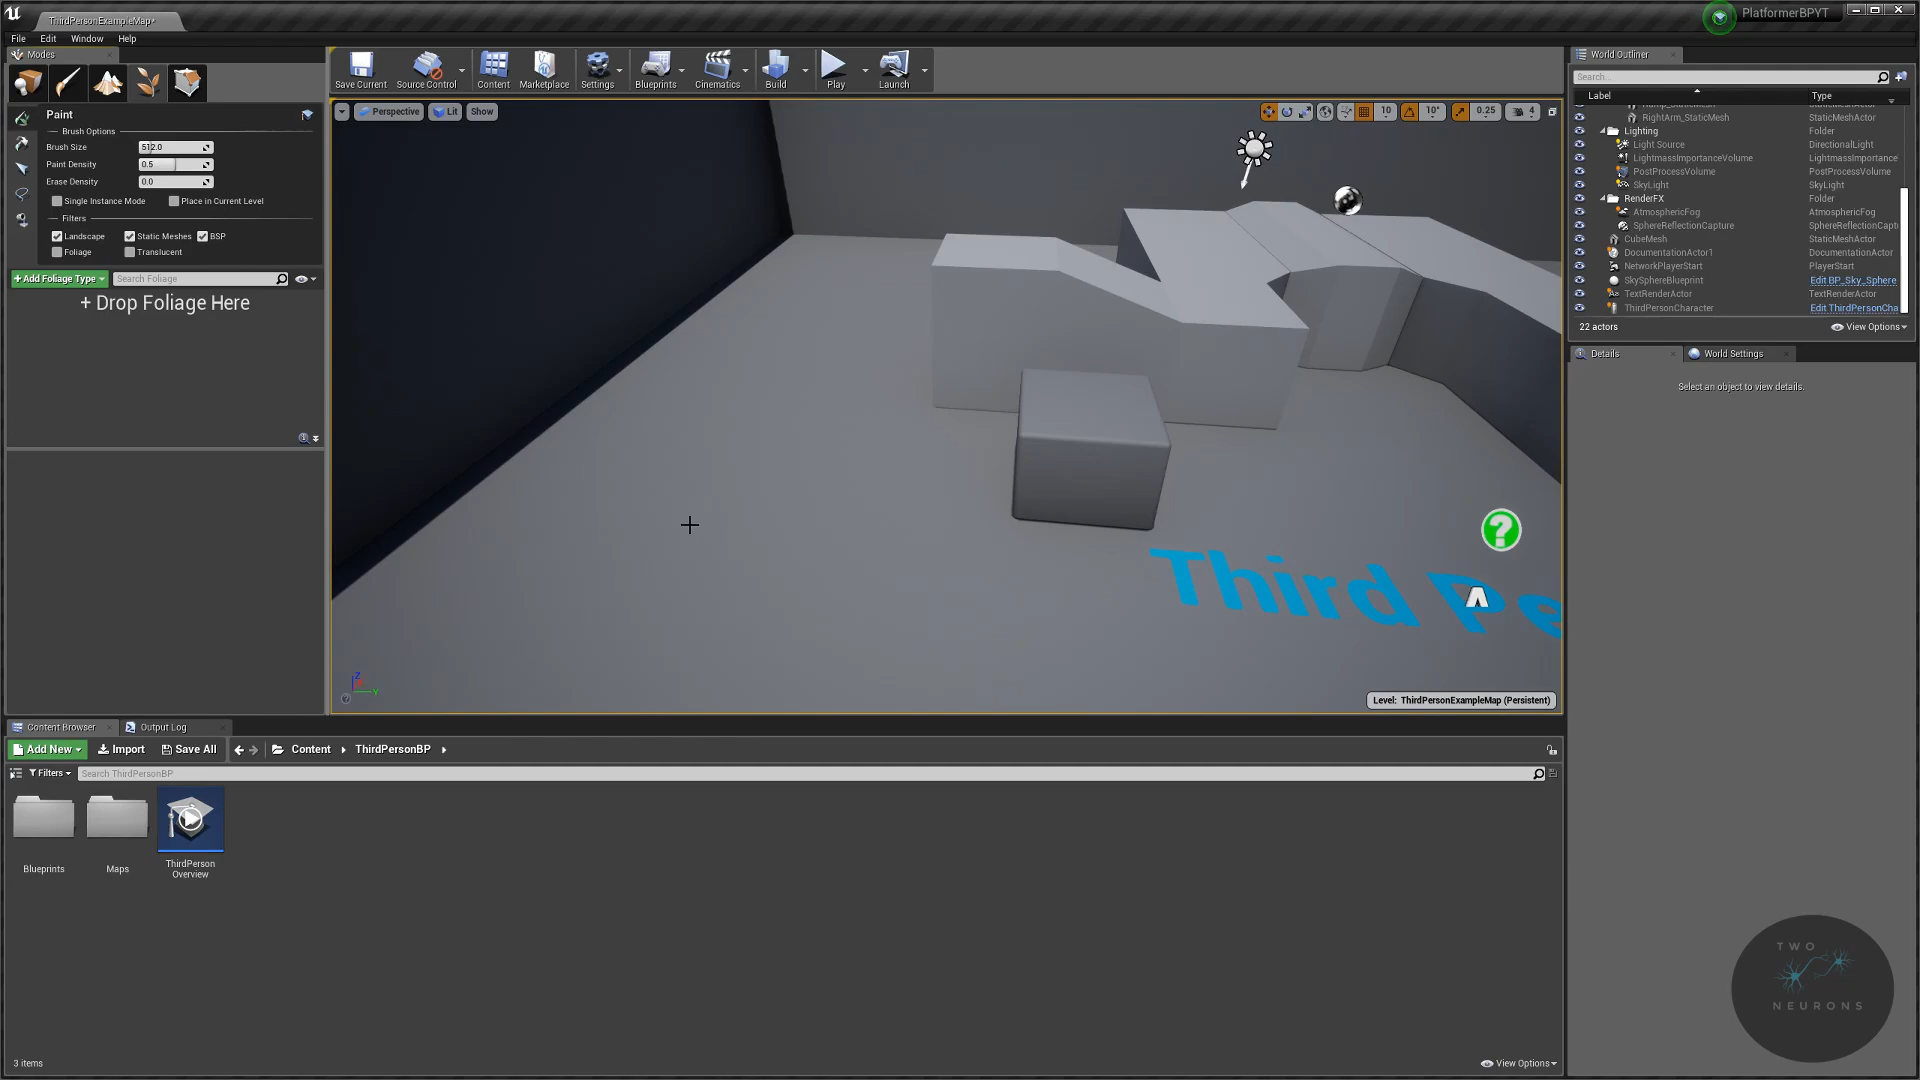 ThirdPersonExampleMap*
PlatformerBPYT
File Edit Window Help
Modes
Save Current
Source Control
Content
Marketplace
Settings
Blueprints
Cinematics
Build
Play
Launch
Paint
Brush Options
Brush Size 512.0
Paint Density 0.5
Erase Density 0.0
Single Instance Mode Place in Current Level
Filters
Landscape Static Meshes BSP
Foliage Translucent
+ Add Foliage Type Search Foliage
+ Drop Foliage Here
Perspective Lit Show
10 10° 0.25 4
Third Pe
Level: ThirdPersonExampleMap (Persistent)
World Outliner
Search...
Label Type
Ramp_StaticMesh StaticMeshActor
RightArm_StaticMesh StaticMeshActor
Lighting Folder
Light Source DirectionalLight
LightmassImportanceVolume LightmassImportance
PostProcessVolume PostProcessVolume
SkyLight SkyLight
RenderFX Folder
AtmosphericFog AtmosphericFog
SphereReflectionCapture SphereReflectionCapt
CubeMesh StaticMeshActor
DocumentationActor1 DocumentationActor
NetworkPlayerStart PlayerStart
SkySphereBlueprint Edit BP_Sky_Sphere
TextRenderActor TextRenderActor
ThirdPersonCharacter Edit ThirdPersonCha
22 actors View Options
Details World Settings
Select an object to view details.
Content Browser Output Log
Add New Import Save All Content ThirdPersonBP
Filters Search ThirdPersonBP
Blueprints
Maps
ThirdPerson
Overview
3 items View Options
TWO
NEURONS